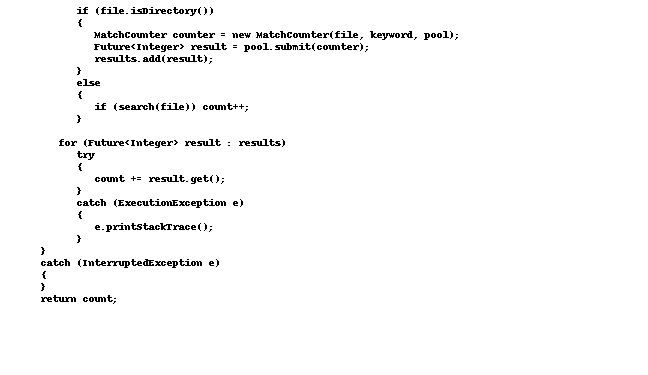 if (file.isDirectory())
{
MatchCounter counter = new MatchCounter(file, keyword, pool);
Future<Integer> result = pool.submit(counter);
results.add(result);
}
else
{
if (search(file)) count++;
}
for (Future<Integer> result : results)
try
{
count += result.get();
}
catch (ExecutionException e)
{
e.printStackTrace();
}
}
catch (InterruptedException e)
{
}
return count;